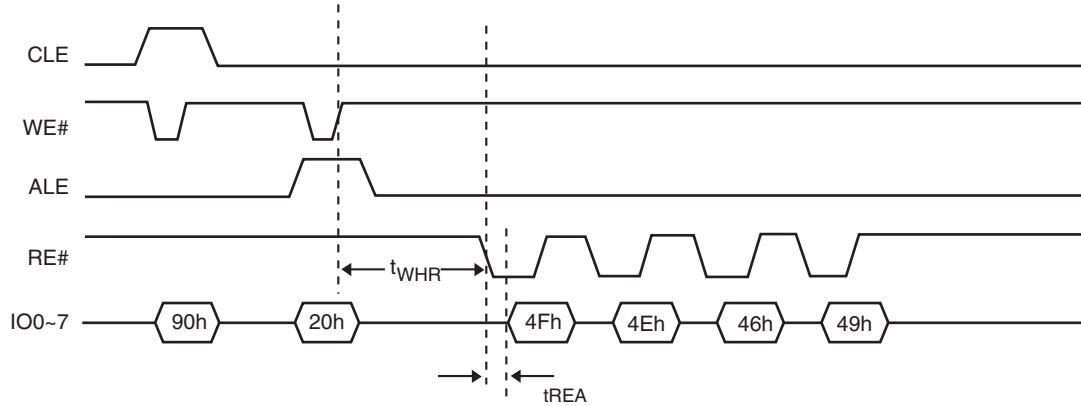 CLE
WE#
ALE
RE#
tWHR
IO0~7
90h
20h
4Fh
4Eh
46h
49h
tREA